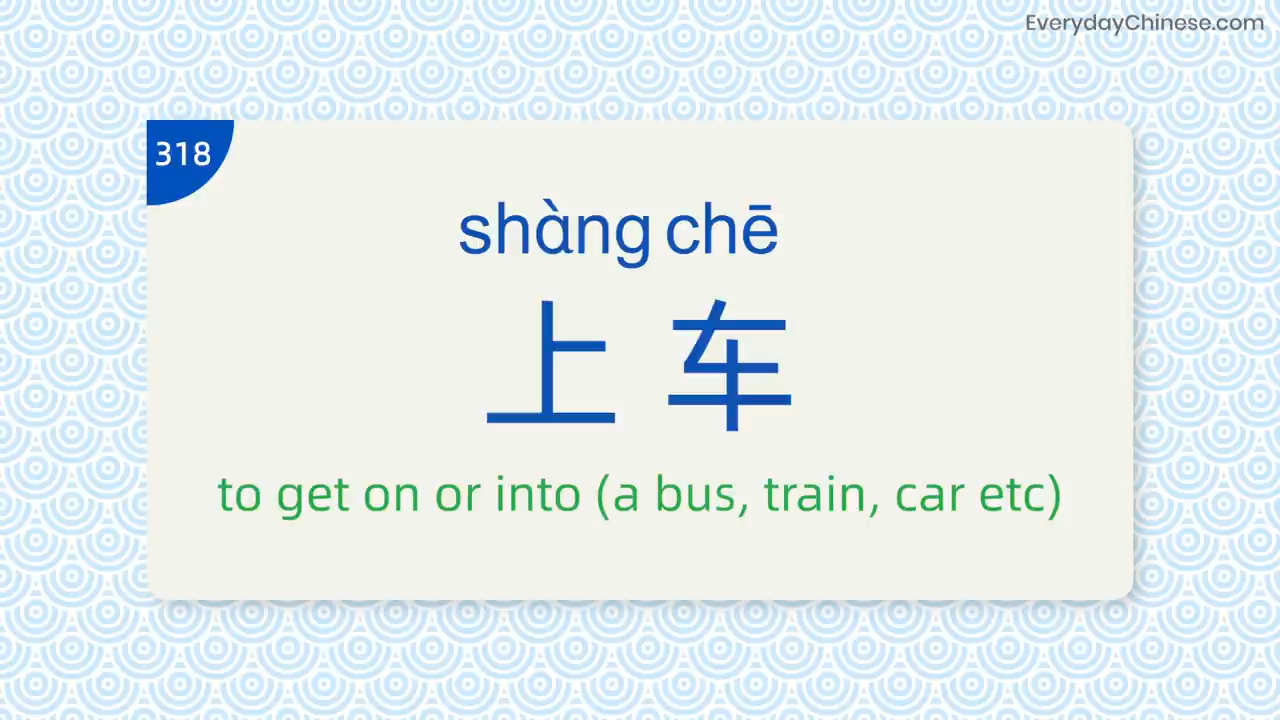 EverydayChinese.com
318
shàng chē
上车
to get on or into (a bus, train, car etc)